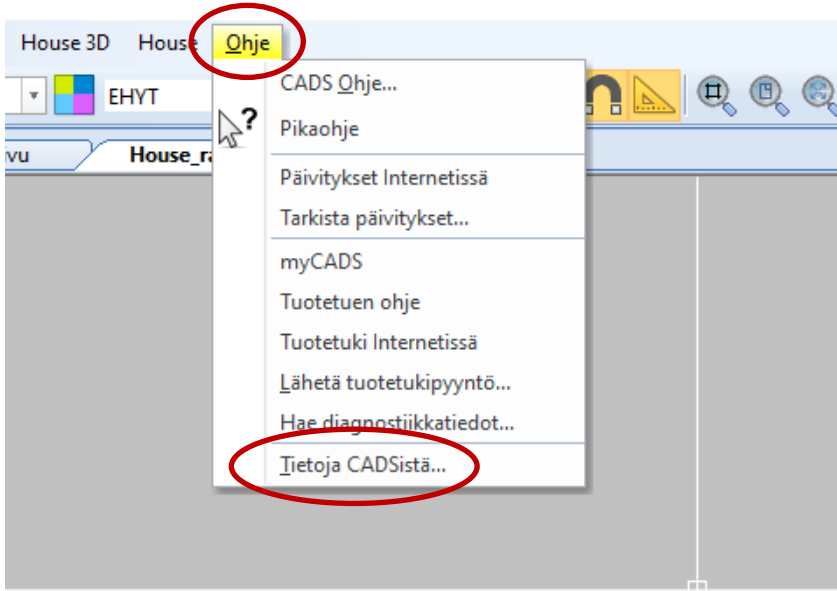 House 3D House Ohje
EHYT
ivu House_ra
CADS Ohje...
? Pikaohje
Päivitykset Internetissä
Tarkista päivitykset...
myCADS
Tuotetuen ohje
Tuotetuki Internetissä
Lähetä tuotetukipyyntö...
Hae diagnostiikkatiedot...
Tietoja CADSistä...